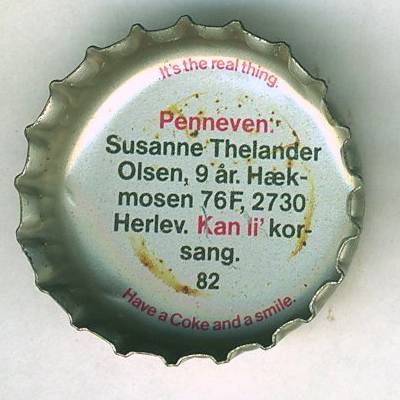 It's the real thing.
Penneven:
Susanne Thelander
Olsen, 9 år. Hæk-
mosen 76F, 2730
Herlev. Kan li' kor-
sang.
82
Have a Coke and a smile.